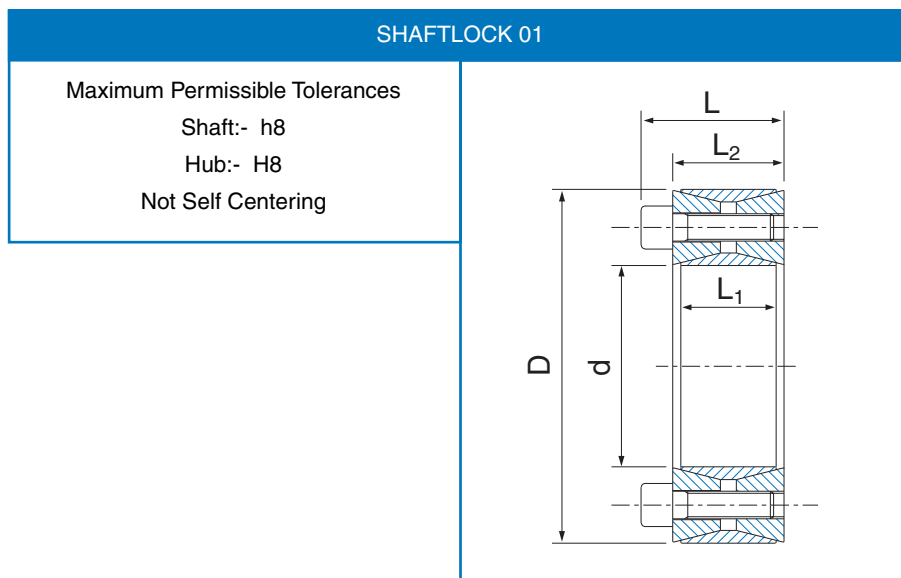 SHAFTLOCK 01
Maximum Permissible Tolerances
Shaft:- h8
Hub:- H8
Not Self Centering
L
L₂
L₁
D
d